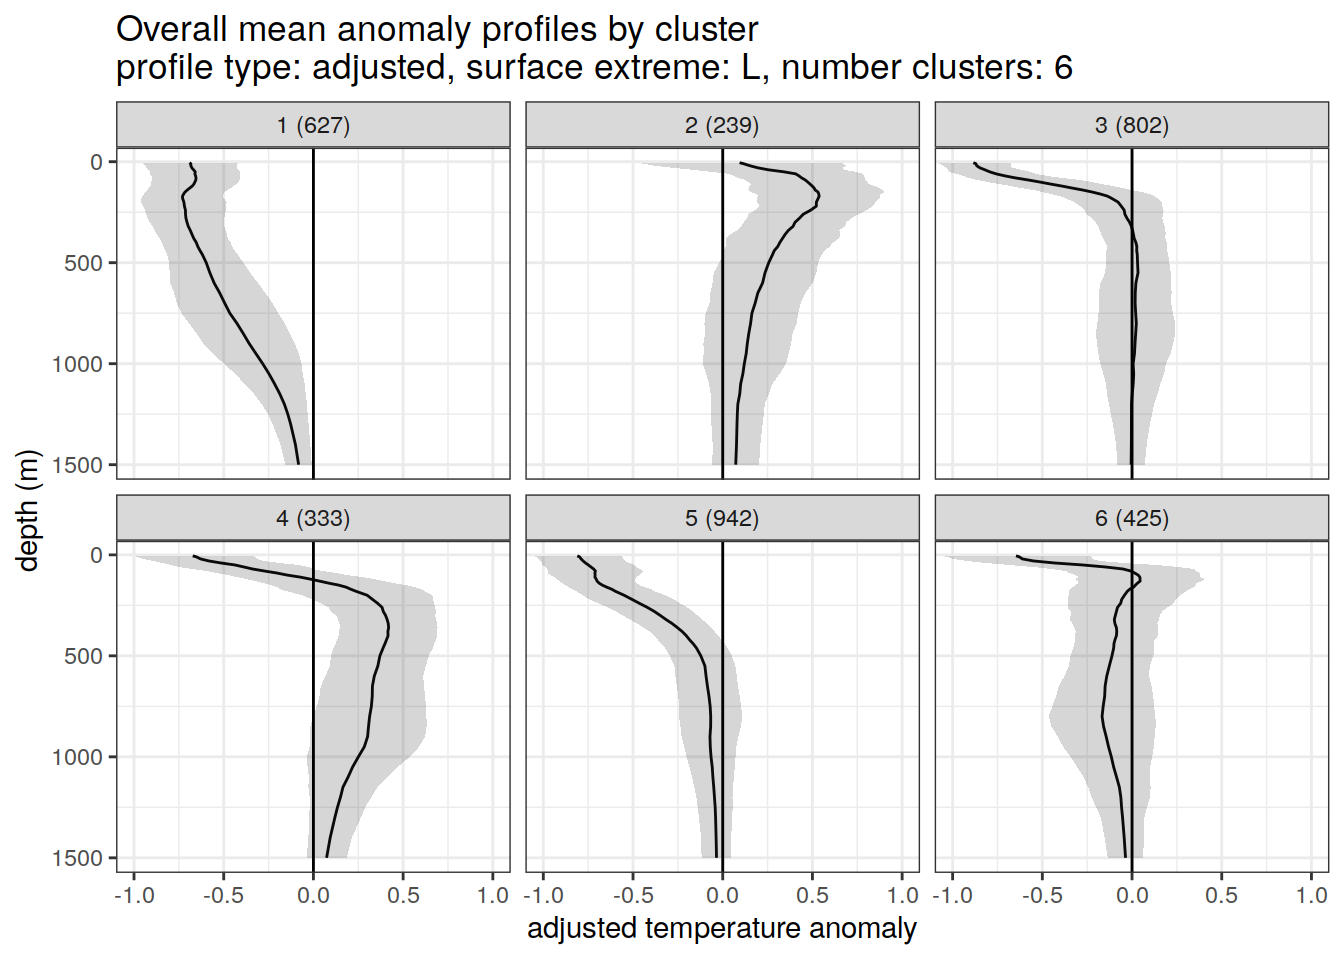 Overall mean anomaly profiles by cluster
profile type: adjusted, surface extreme: L, number clusters: 6
1 (627)
2 (239)
3 (802)
0
500
1000
1500
4 (333)
5 (942)
6 (425)
0
500
1000
1500
-1.0 -0.5 0.0 0.5 1.0
-1.0 -0.5 0.0 0.5 1.0
-1.0 -0.5 0.0 0.5 1.0
depth (m)
adjusted temperature anomaly